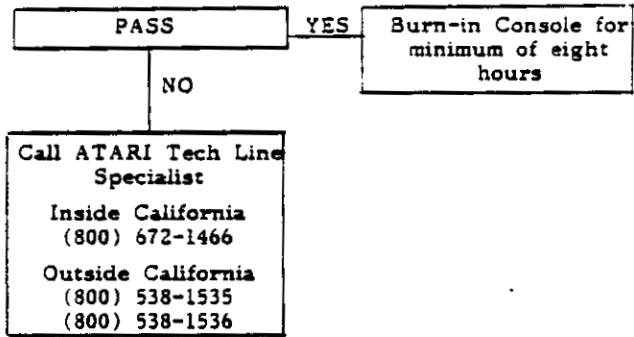 PASS
YES
Burn-in Console for
minimum of eight
hours
NO
Call ATARI Tech Line
Specialist
Inside California
(800) 672-1466
Outside California
(800) 538-1535
(800) 538-1536